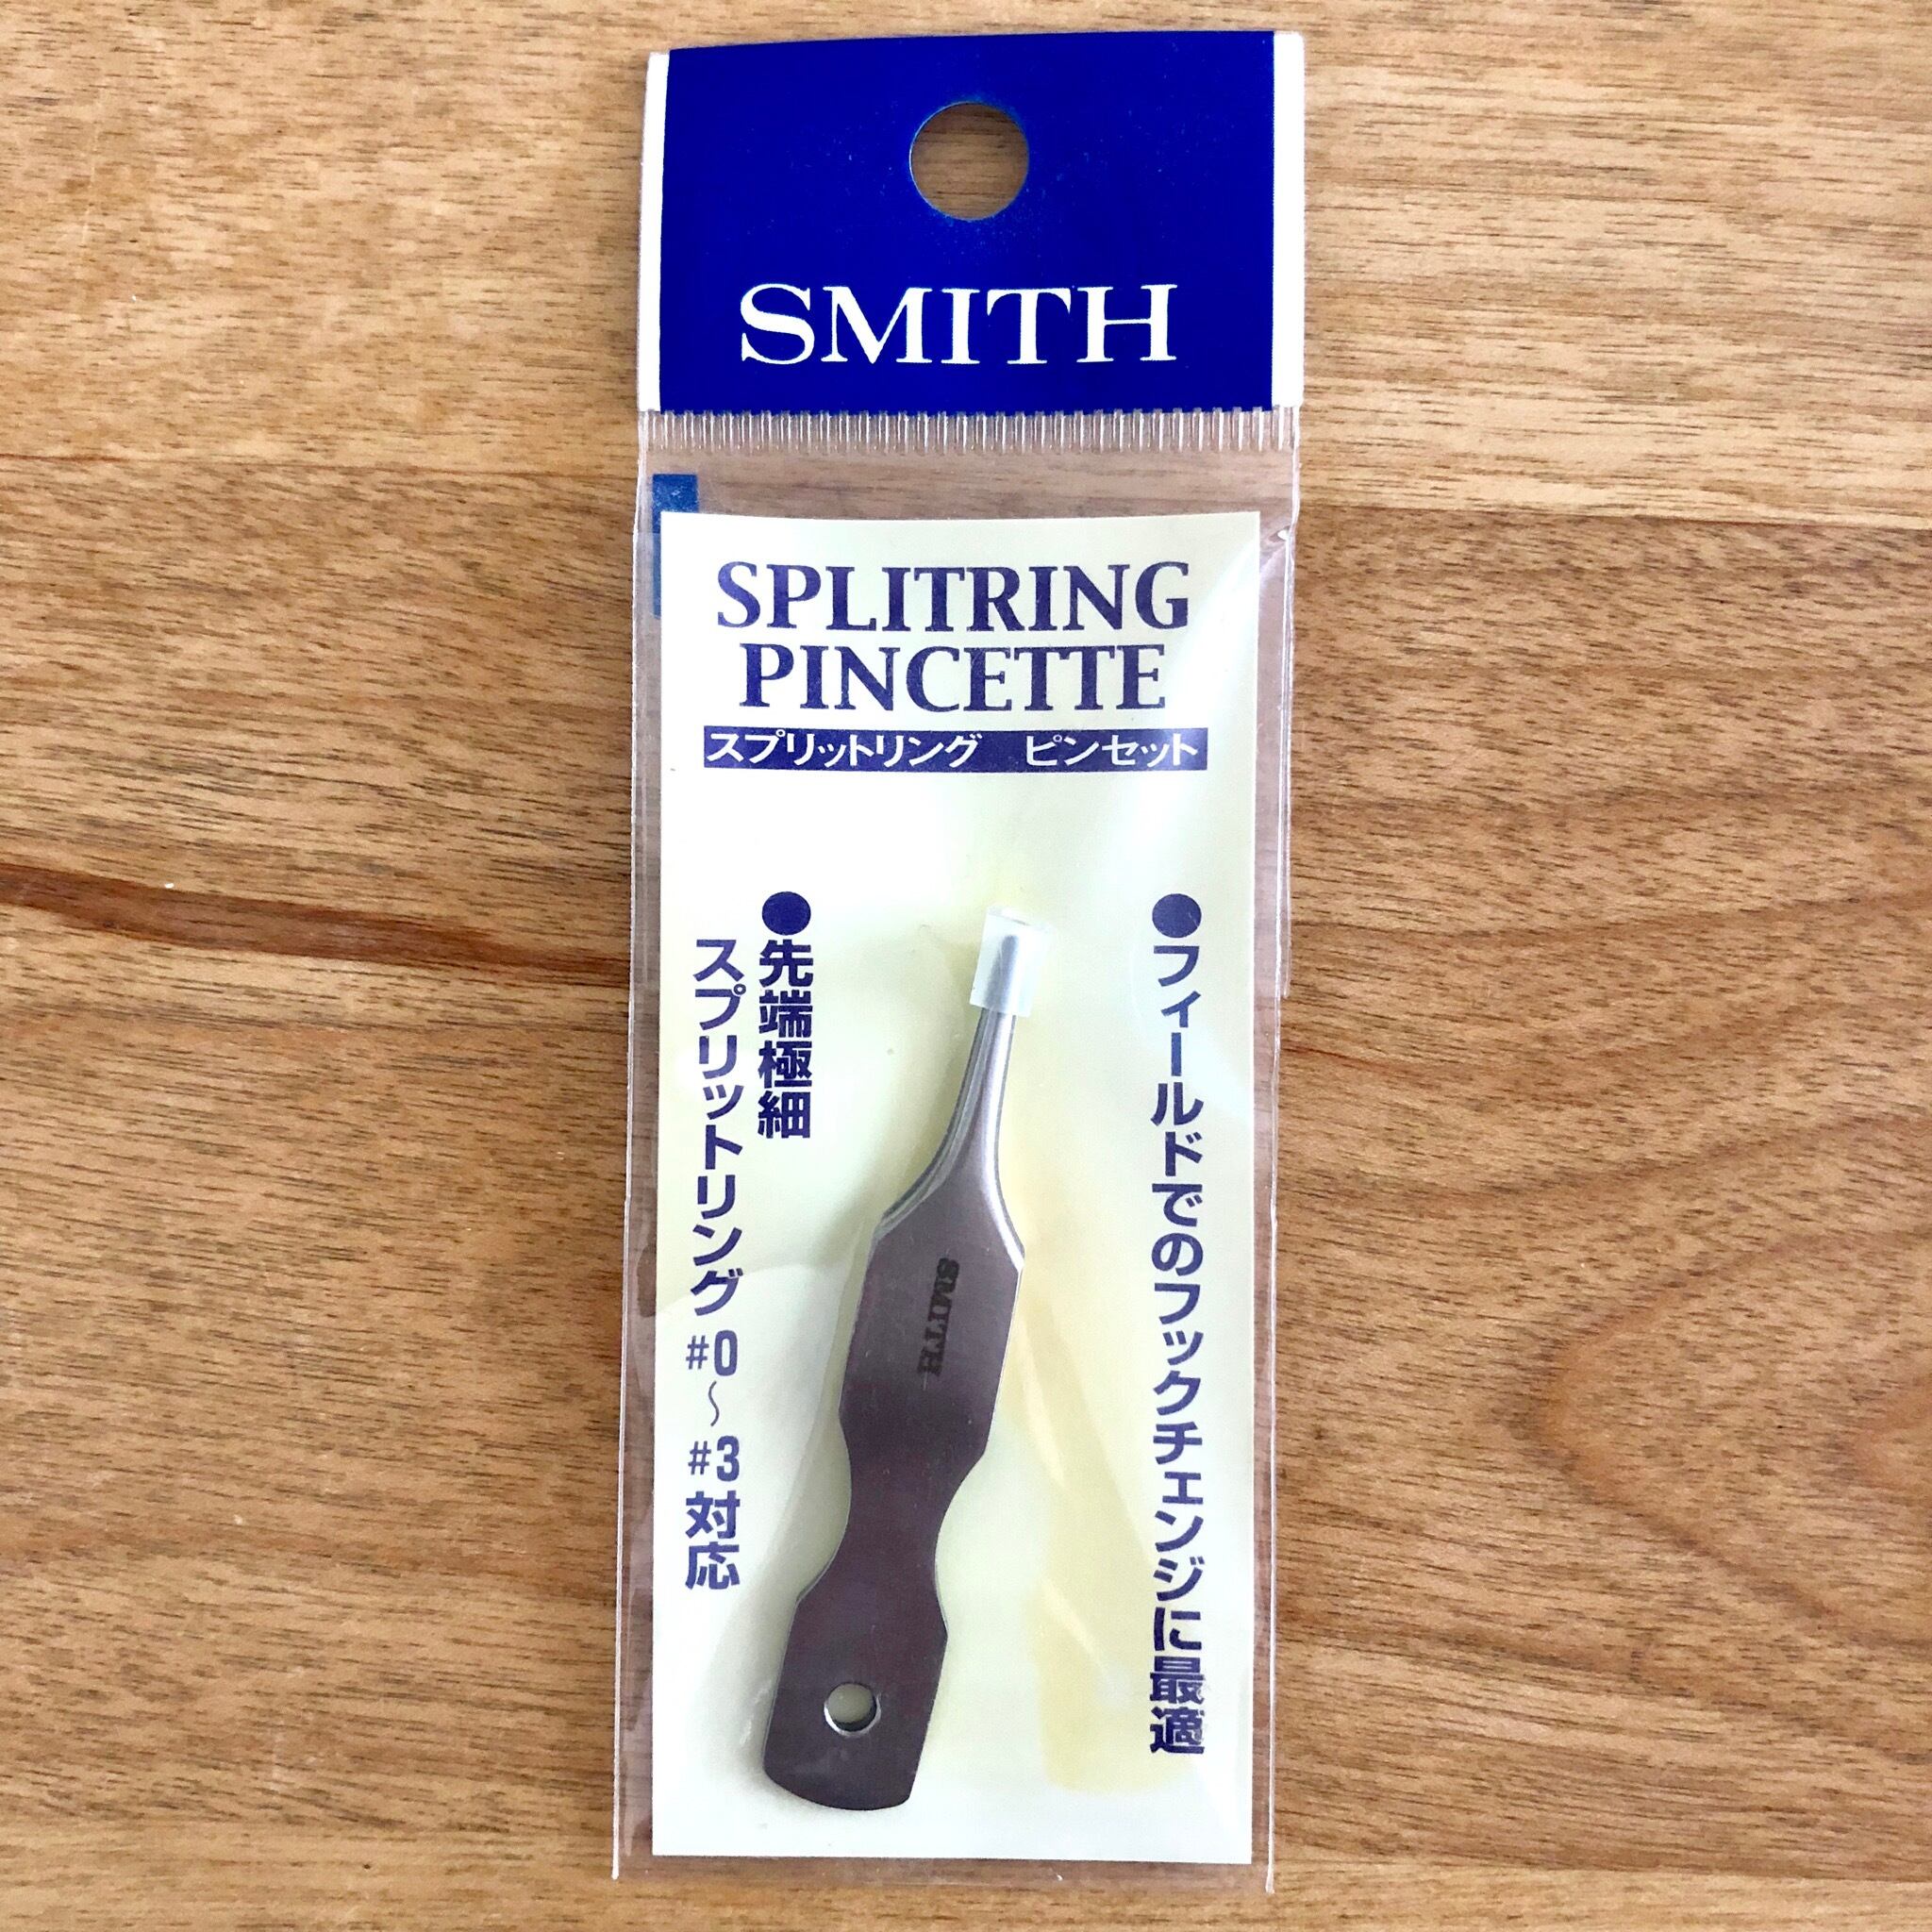 SMITH
SPLITRING
PINCETTE
スプリットリング ピンセット
●フィールドでのフックチェンジに最適
●先端極細
スプリットリング#0〜#3対応
SMITH